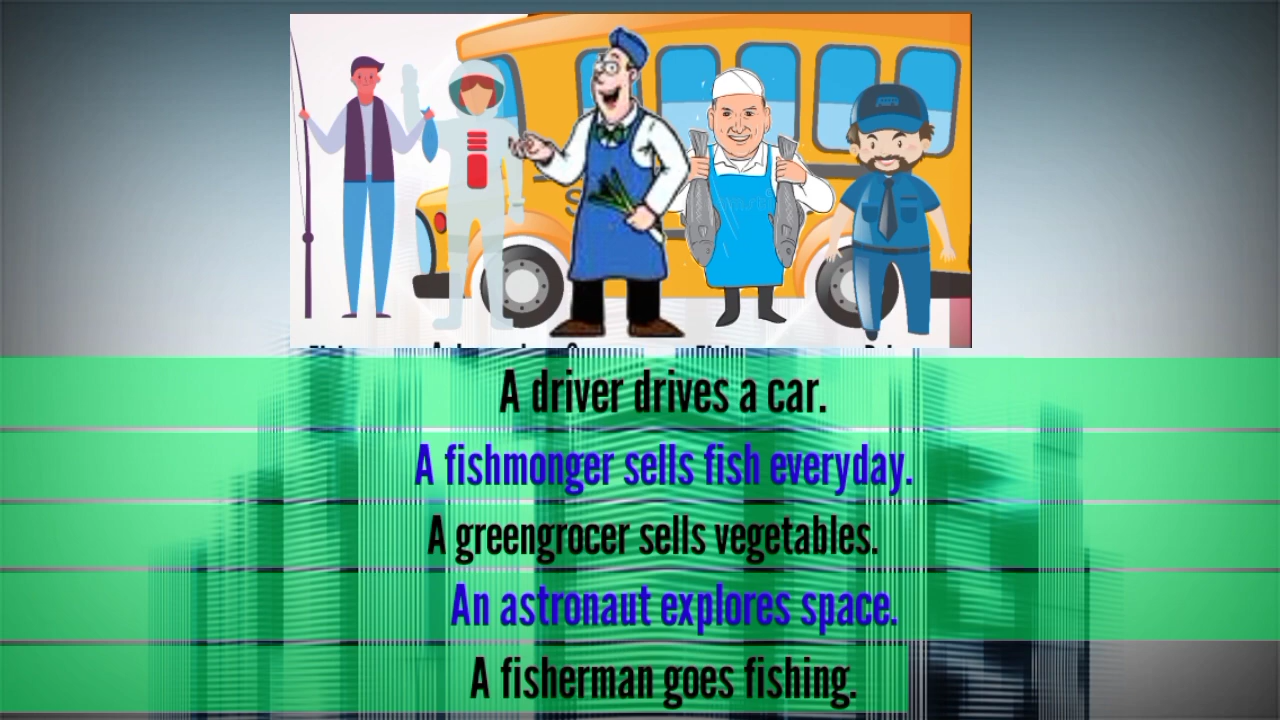 A driver drives a car.
A fishmonger sells fish everyday.
A greengrocer sells vegetables.
An astronaut explores space.
A fisherman goes fishing.